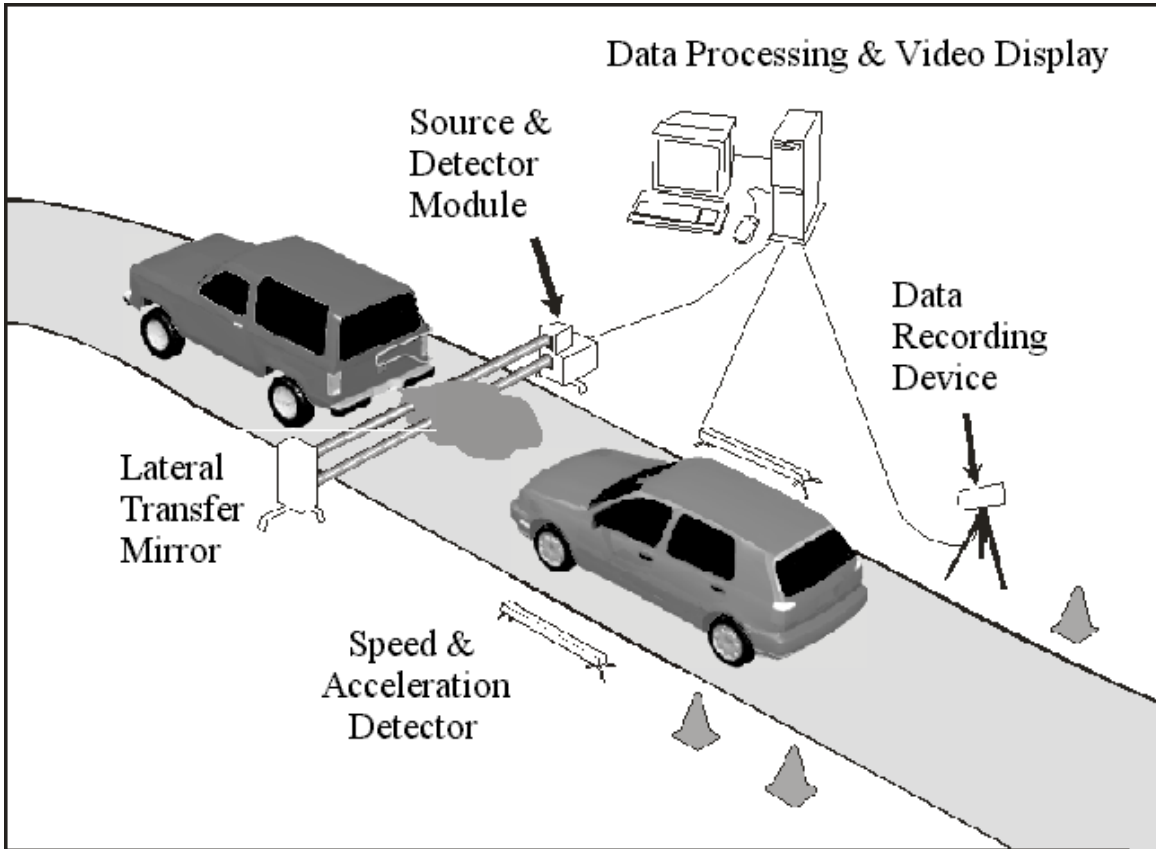 Data Processing & Video Display
Source &
Detector
Module
Data
Recording
Device
Lateral
Transfer
Mirror
Speed &
Acceleration
Detector